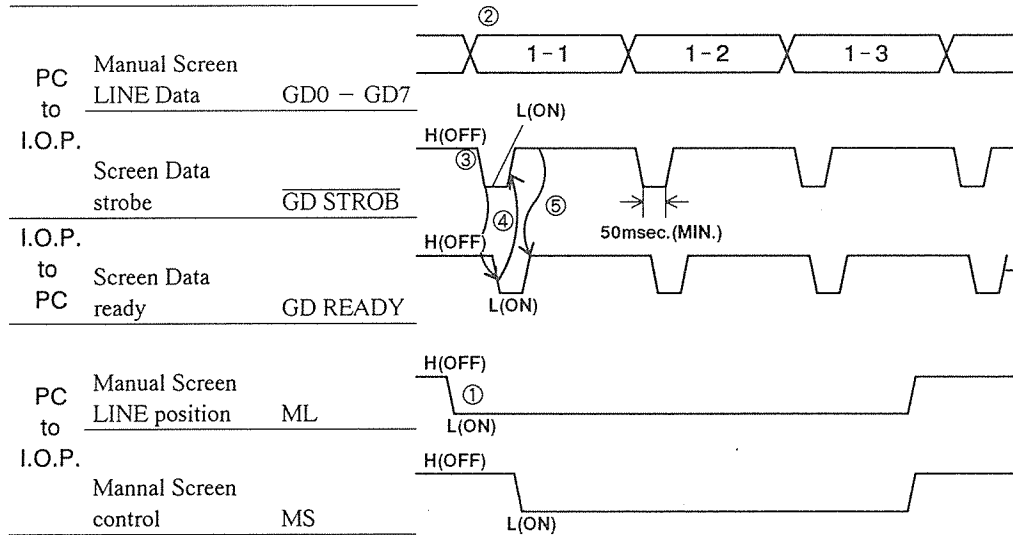 ②
1-1 1-2 1-3
PC
to
I.O.P.
Manual Screen
LINE Data GD0 - GD7
L(ON)
H(OFF)
③
Screen Data
strobe GD STROB
④
⑤
50msec.(MIN.)
I.O.P.
to
PC
H(OFF)
Screen Data
ready GD READY
L(ON)
H(OFF)
PC
to
I.O.P.
Manual Screen
LINE position ML
①
L(ON)
H(OFF)
Mannal Screen
control MS
L(ON)